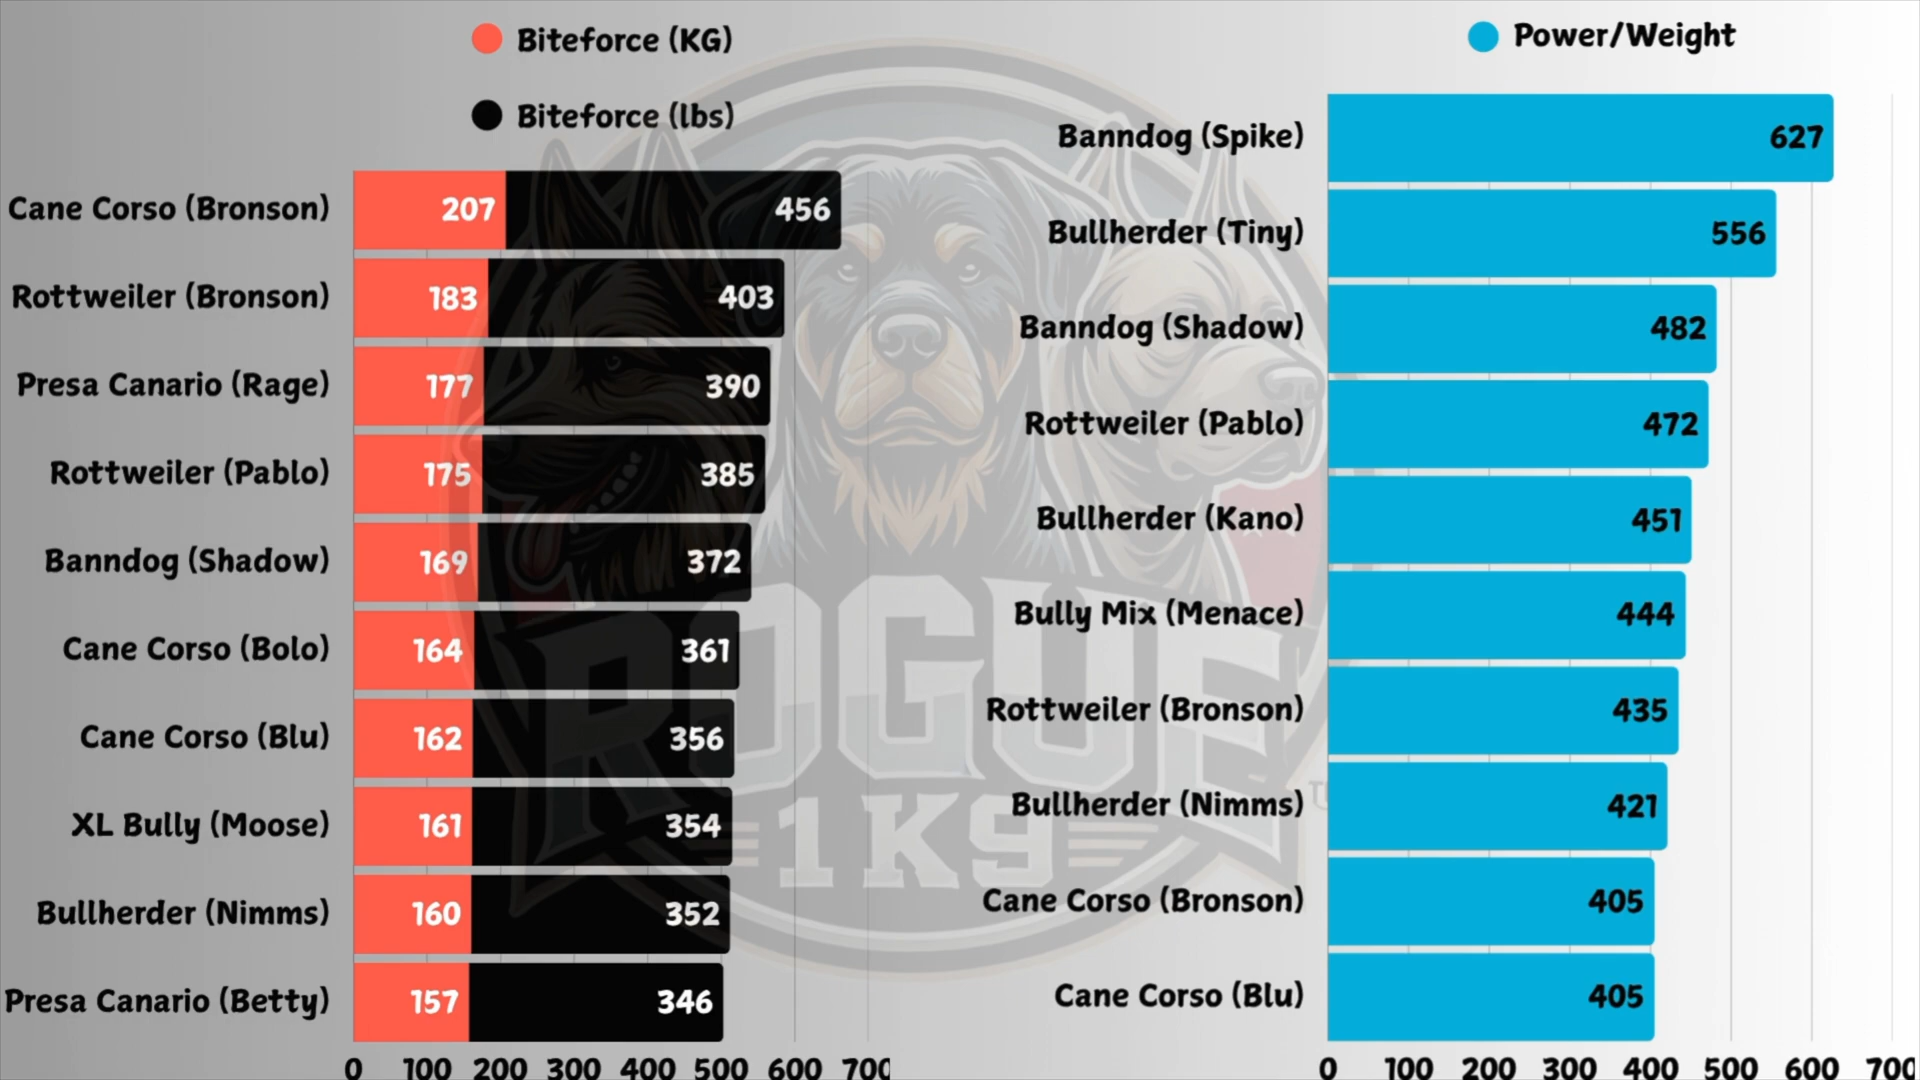 Biteforce (KG)
Biteforce (lbs)
Cane Corso (Bronson) 207 456
Rottweiler (Bronson) 183 403
Presa Canario (Rage) 177 390
Rottweiler (Pablo) 175 385
Banndog (Shadow) 169 372
Cane Corso (Bolo) 164 361
Cane Corso (Blu) 162 356
XL Bully (Moose) 161 354
Bullherder (Nimms) 160 352
Presa Canario (Betty) 157 346
0 100 200 300 400 500 600 700
Power/Weight
Banndog (Spike) 627
Bullherder (Tiny) 556
Banndog (Shadow) 482
Rottweiler (Pablo) 472
Bullherder (Kano) 451
Bully Mix (Menace) 444
Rottweiler (Bronson) 435
Bullherder (Nimms) 421
Cane Corso (Bronson) 405
Cane Corso (Blu) 405
0 100 200 300 400 500 600 700
ROGUE
1K9